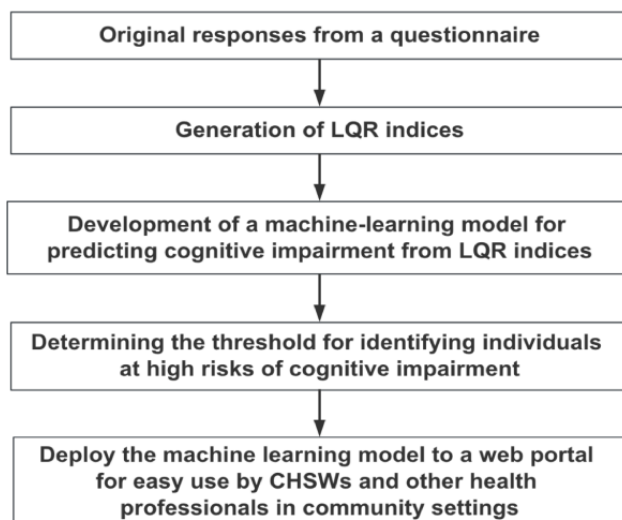 Original responses from a questionnaire
Generation of LQR indices
Development of a machine-learning model for
predicting cognitive impairment from LQR indices
Determining the threshold for identifying individuals
at high risks of cognitive impairment
Deploy the machine learning model to a web portal
for easy use by CHSWs and other health
professionals in community settings